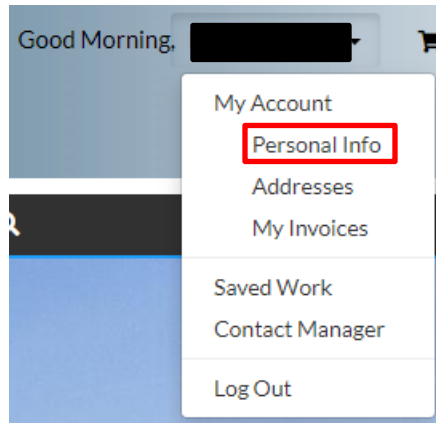 Good Morning,
My Account
Personal Info
Addresses
My Invoices
Saved Work
Contact Manager
Log Out